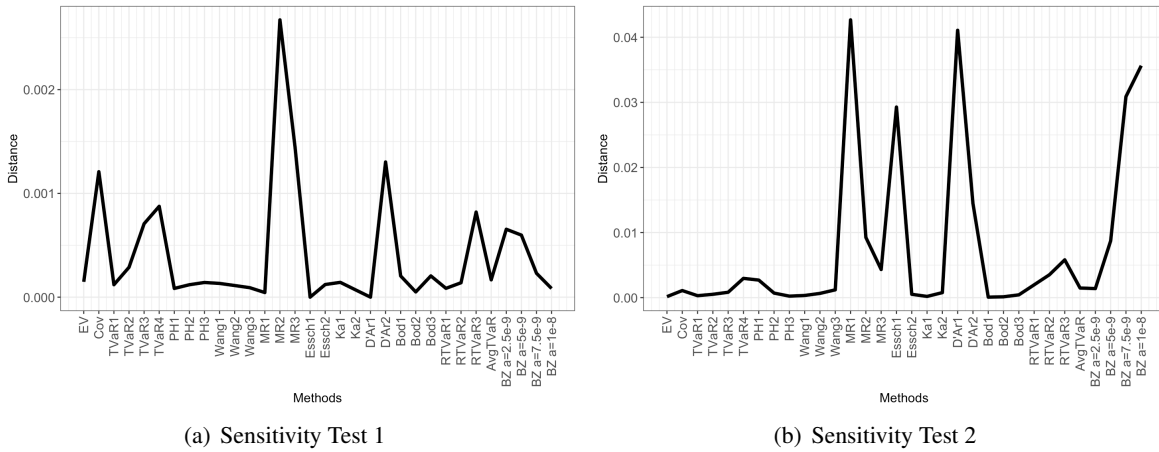 0.002
0.001
0.000
Distance
EV
Cov
TVaR1
TVaR2
TVaR3
TVaR4
PH1
PH2
PH3
Wang1
Wang2
Wang3
MR1
MR2
MR3
Essch1
Essch2
Ka1
Ka2
D'Ar1
D'Ar2
Bod1
Bod2
Bod3
RTVaR1
RTVaR2
RTVaR3
AvgTVaR
BZ a=2.5e-9
BZ a=5e-9
BZ a=7.5e-9
BZ a=1e-8
Methods
(a) Sensitivity Test 1
0.04
0.03
0.02
0.01
0.00
Distance
EV
Cov
TVaR1
TVaR2
TVaR3
TVaR4
PH1
PH2
PH3
Wang1
Wang2
Wang3
MR1
MR2
MR3
Essch1
Essch2
Ka1
Ka2
D'Ar1
D'Ar2
Bod1
Bod2
Bod3
RTVaR1
RTVaR2
RTVaR3
AvgTVaR
BZ a=2.5e-9
BZ a=5e-9
BZ a=7.5e-9
BZ a=1e-8
Methods
(b) Sensitivity Test 2